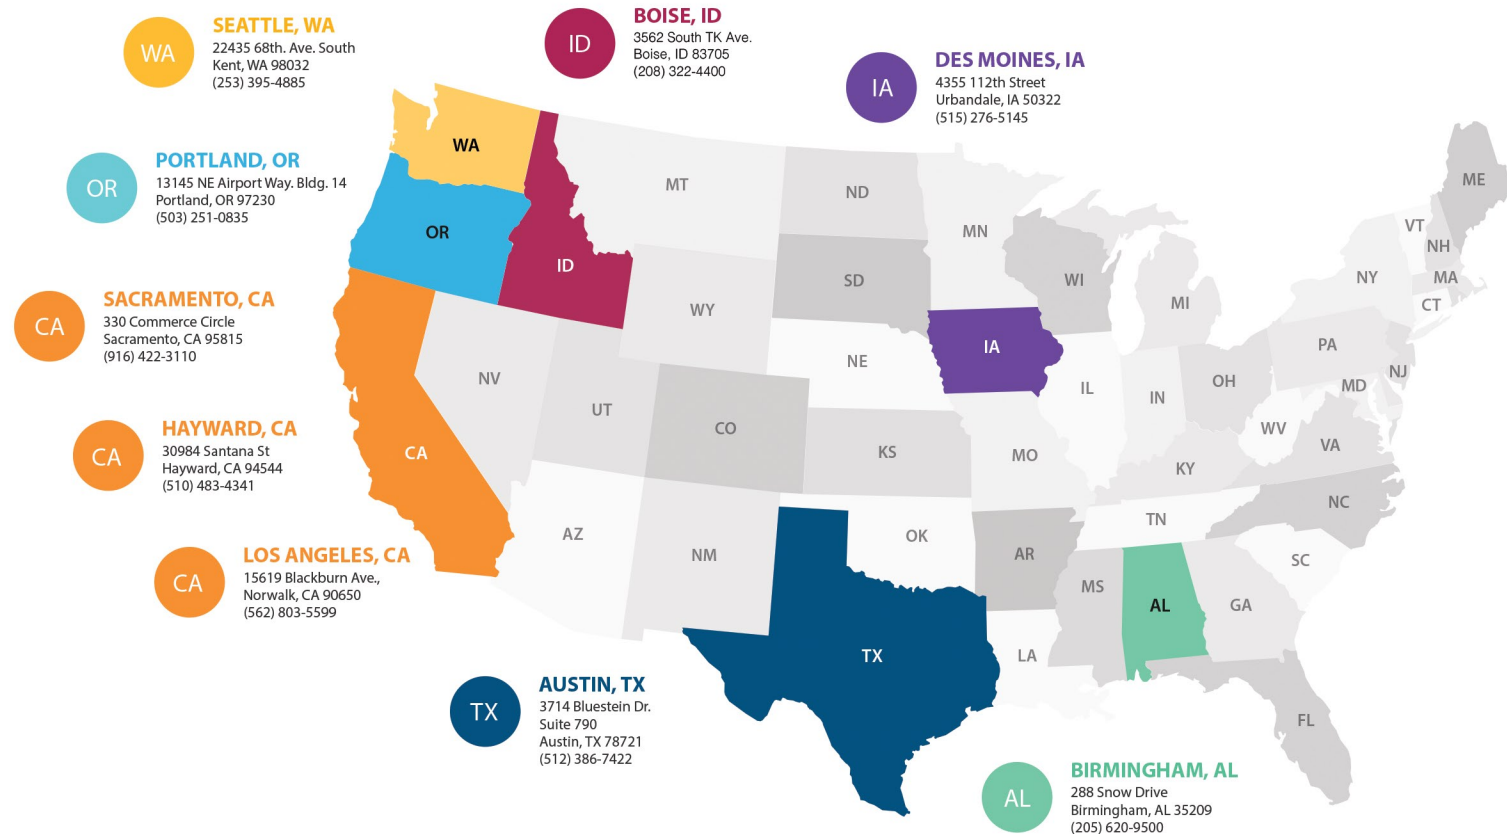 WA
SEATTLE, WA
22435 68th. Ave. South
Kent, WA 98032
(253) 395-4885
ID
BOISE, ID
3562 South TK Ave.
Boise, ID 83705
(208) 322-4400
IA
DES MOINES, IA
4355 112th Street
Urbandale, IA 50322
(515) 276-5145
OR
PORTLAND, OR
13145 NE Airport Way. Bldg. 14
Portland, OR 97230
(503) 251-0835
CA
SACRAMENTO, CA
330 Commerce Circle
Sacramento, CA 95815
(916) 422-3110
CA
HAYWARD, CA
30984 Santana St
Hayward, CA 94544
(510) 483-4341
CA
LOS ANGELES, CA
15619 Blackburn Ave.,
Norwalk, CA 90650
(562) 803-5599
TX
AUSTIN, TX
3714 Bluestein Dr.
Suite 790
Austin, TX 78721
(512) 386-7422
AL
BIRMINGHAM, AL
288 Snow Drive
Birmingham, AL 35209
(205) 620-9500
WA
OR
ID
MT
ND
MN
SD
WI
WY
NE
IA
MI
NV
UT
CO
KS
MO
IL
IN
OH
CA
AZ
NM
OK
AR
TX
LA
MS
AL
GA
FL
SC
NC
TN
KY
WV
VA
MD
PA
NJ
NY
CT
MA
VT
NH
ME